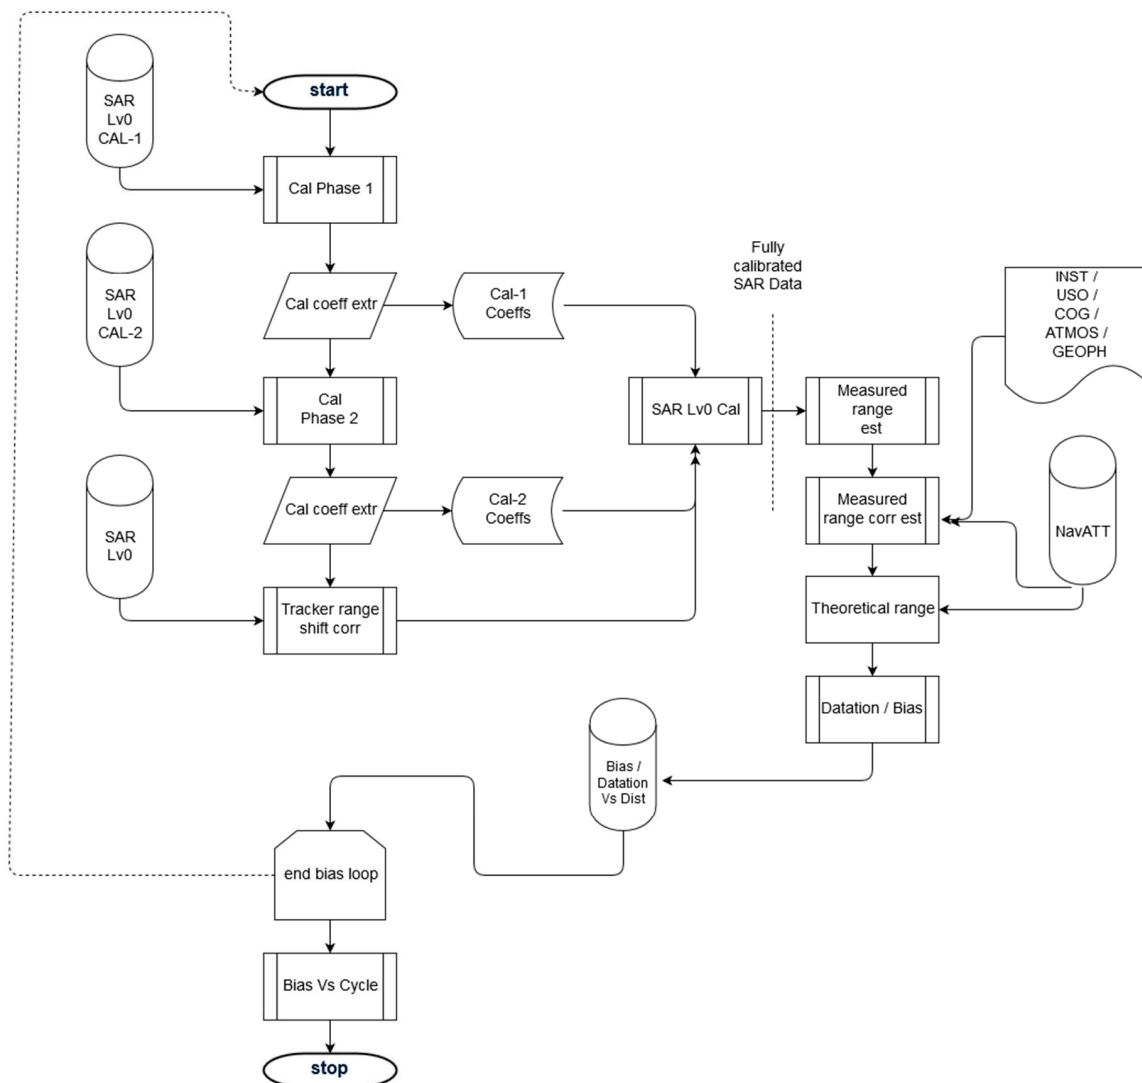 start
SAR
Lv0
CAL-1
Cal Phase 1
SAR
Lv0
CAL-2
Cal coeff extr
Cal-1
Coeffs
Fully
calibrated
SAR Data
INST /
USO /
COG /
ATMOS /
GEOPH
Cal
Phase 2
SAR Lv0 Cal
Measured
range
est
SAR
Lv0
Cal coeff extr
Cal-2
Coeffs
Measured
range corr est
NavATT
Tracker range
shift corr
Theoretical range
Datation / Bias
Bias /
Datation
Vs Dist
end bias loop
Bias Vs Cycle
stop